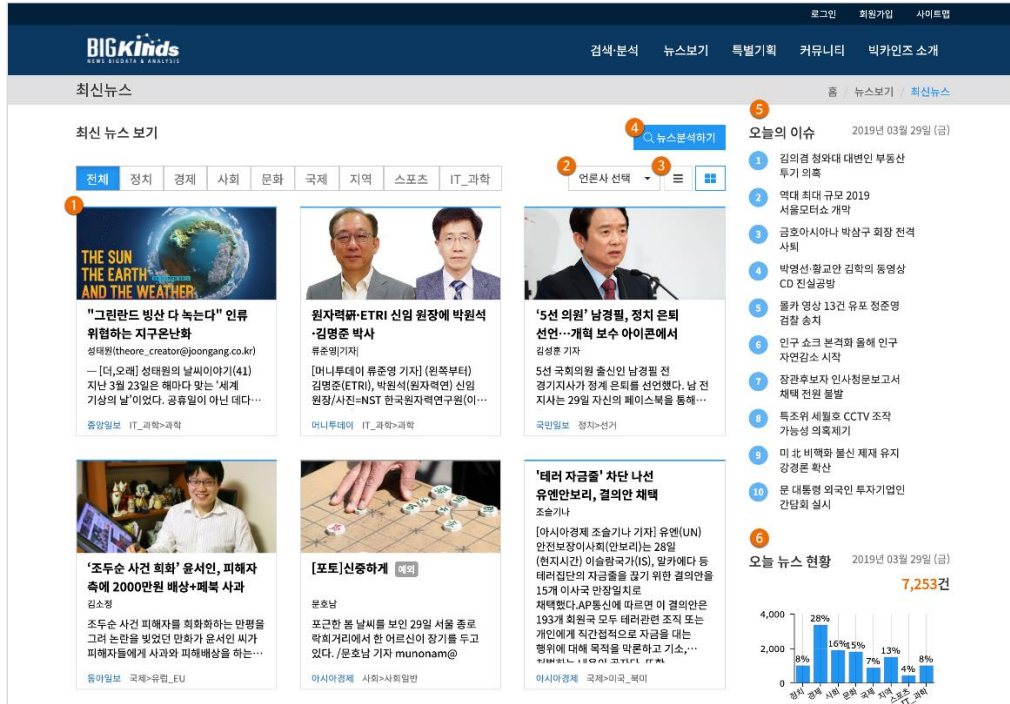 로그인 회원가입 사이트맵
BIGKinds
NEWS BIGDATA & ANALYSIS
검색·분석 뉴스보기 특별기획 커뮤니티 빅카인즈 소개
최신뉴스
홈 / 뉴스보기 / 최신뉴스
최신 뉴스 보기
4
뉴스분석하기
전체 정치 경제 사회 문화 국제 지역 스포츠 IT_과학
2
언론사 선택
3
1
THE SUN
THE EARTH
AND THE WEATHER
"그린란드 빙산 다 녹는다" 인류
위협하는 지구온난화
성태원(theore_creator@joongang.co.kr)
― [더,오래] 성태원의 날씨이야기(41)
지난 3월 23일은 해마다 맞는 ‘세계
기상의 날’이었다. 공휴일이 아닌 데다…
중앙일보 IT_과학>과학
원자력硏·ETRI 신임 원장에 박원석
·김명준 박사
류준영|기자|
[머니투데이 류준영 기자] (왼쪽부터)
김명준(ETRI), 박원석(원자력연) 신임
원장/사진=NST 한국원자력연구원(이…
머니투데이 IT_과학>과학
‘5선 의원’ 남경필, 정치 은퇴
선언…개혁 보수 아이콘에서
김성훈 기자
5선 국회의원 출신인 남경필 전
경기지사가 정계 은퇴를 선언했다. 남 전
지사는 29일 자신의 페이스북을 통해…
국민일보 정치>선거
‘조두순 사건 희화’ 윤서인, 피해자
측에 2000만원 배상+페북 사과
김소정
조두순 사건 피해자를 희화화하는 만평을
그려 논란을 빚었던 만화가 윤서인 씨가
피해자들에게 사과와 피해배상을 하는…
동아일보 국제>유럽_EU
[포토]신중하게 예외
문호남
포근한 봄 날씨를 보인 29일 서울 종로
락희거리에서 한 어르신이 장기를 두고
있다. /문호남 기자 munonam@
아시아경제 사회>사회일반
'테러 자금줄' 차단 나선
유엔안보리, 결의안 채택
조슬기나
[아시아경제 조슬기나 기자] 유엔(UN)
안전보장이사회(안보리)는 28일
(현지시간) 이슬람국가(IS), 알카에다 등
테러집단의 자금줄을 끊기 위한 결의안을
15개 이사국 만장일치로
채택했다.AP통신에 따르면 이 결의안은
193개 회원국 모두 테러관련 조직 또는
개인에게 직간접적으로 자금을 대는
행위에 대해 목적을 막론하고 기소,…
아시아경제 국제>미국_북미
5
오늘의 이슈 2019년 03월 29일 (금)
1 김의겸 청와대 대변인 부동산
투기 의혹
2 역대 최대 규모 2019
서울모터쇼 개막
3 금호아시아나 박삼구 회장 전격
사퇴
4 박영선·황교안 김학의 동영상
CD 진실공방
5 몰카 영상 13건 유포 정준영
검찰 송치
6 인구 쇼크 본격화 올해 인구
자연감소 시작
7 장관후보자 인사청문보고서
채택 전원 불발
8 특조위 세월호 CCTV 조작
가능성 의혹제기
9 미 北 비핵화 불신 제재 유지
강경론 확산
10 문 대통령 외국인 투자기업인
간담회 실시
6
오늘 뉴스 현황 2019년 03월 29일 (금)
7,253건
4,000
2,000
0
8% 28% 16% 15% 7% 13% 4% 8%
정치 경제 사회 문화 국제 지역 스포츠 IT_과학